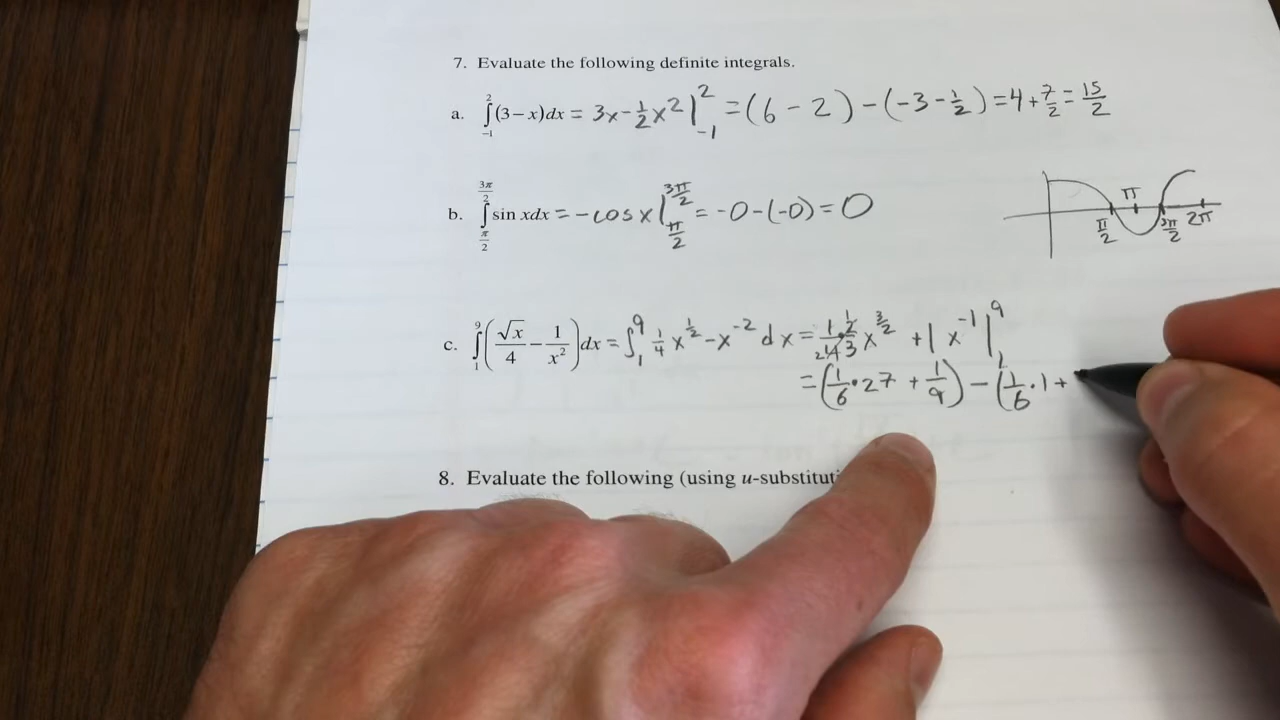 7. Evaluate the following definite integrals.
a. ∫_{-1}^{2} (3 − x)dx = 3x − 1/2 x² |_{-1}^{2} = (6 − 2) − (−3 − 1/2) = 4 + 7/2 = 15/2
b. ∫_{π/2}^{3π/2} sin xdx = −cos x |_{π/2}^{3π/2} = −0 − (−0) = 0
π/2 π 3π/2 2π
c. ∫_{1}^{9} (√x/4 − 1/x²)dx = ∫_{1}^{9} 1/4 x^{1/2} − x^{-2} dx = 1/4 · 2/3 x^{3/2} + 1 x^{-1} |_{1}^{9}
= (1/6 · 27 + 1/9) − (1/6 · 1 +
8. Evaluate the following (using u-substituti